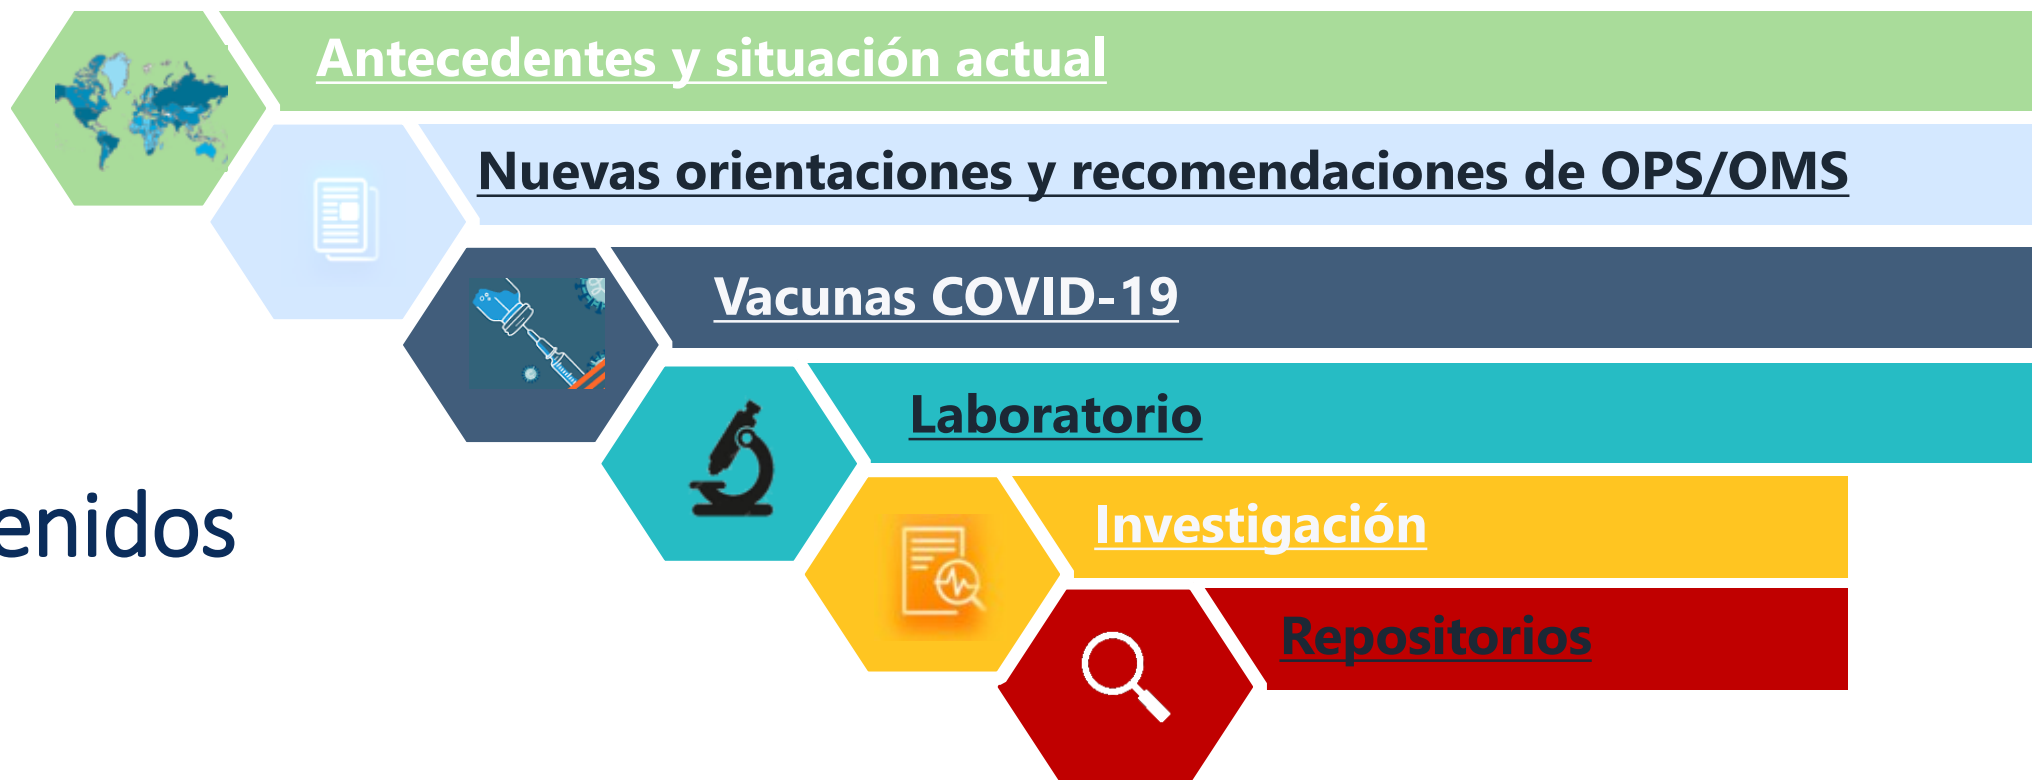 Antecedentes y situación actual
Nuevas orientaciones y recomendaciones de OPS/OMS
Vacunas COVID-19
Laboratorio
enidos
Investigación
Repositorios